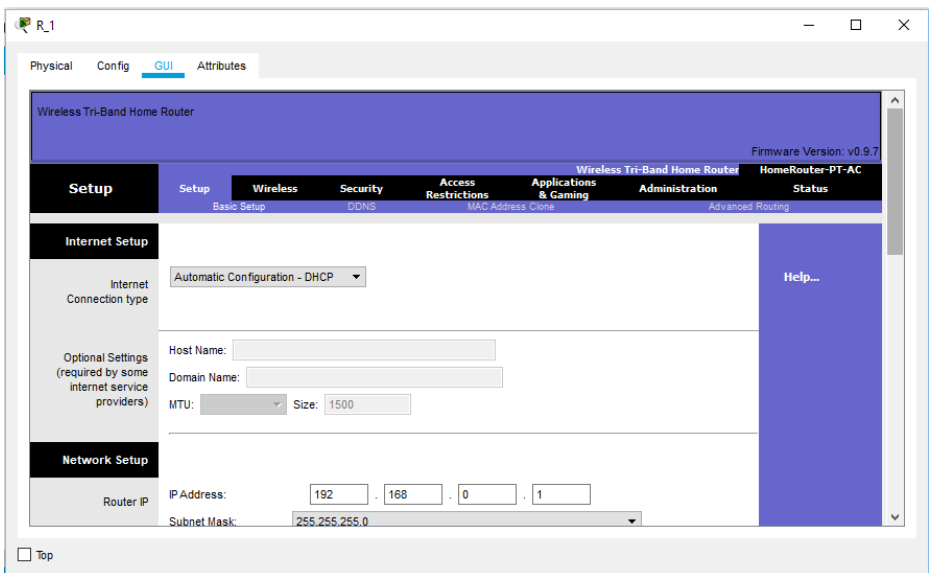 R_1
Physical Config GUI Attributes
Wireless Tri-Band Home Router
Firmware Version: v0.9.7
Wireless Tri-Band Home Router HomeRouter-PT-AC
Setup
Setup Wireless Security Access Restrictions Applications & Gaming Administration Status
Basic Setup DDNS MAC Address Clone Advanced Routing
Internet Setup
Internet
Connection type
Automatic Configuration - DHCP
Help...
Optional Settings
(required by some
internet service
providers)
Host Name:
Domain Name:
MTU: Size: 1500
Network Setup
Router IP
IP Address: 192 . 168 . 0 . 1
Subnet Mask: 255.255.255.0
Top